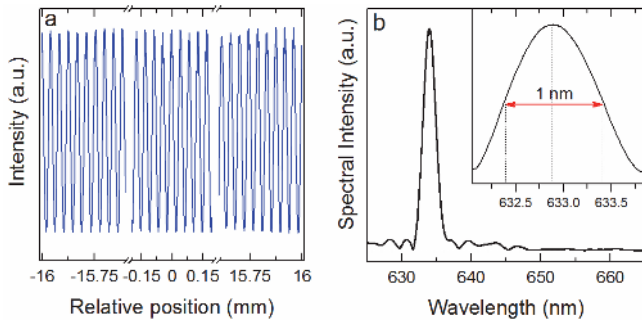 a
Intensity (a.u.)
-16
-15.75
-0.15
0
0.15
15.75
16
Relative position (mm)
b
Spectral Intensity (a.u.)
1 nm
632.5
633.0
633.5
630
640
650
660
Wavelength (nm)